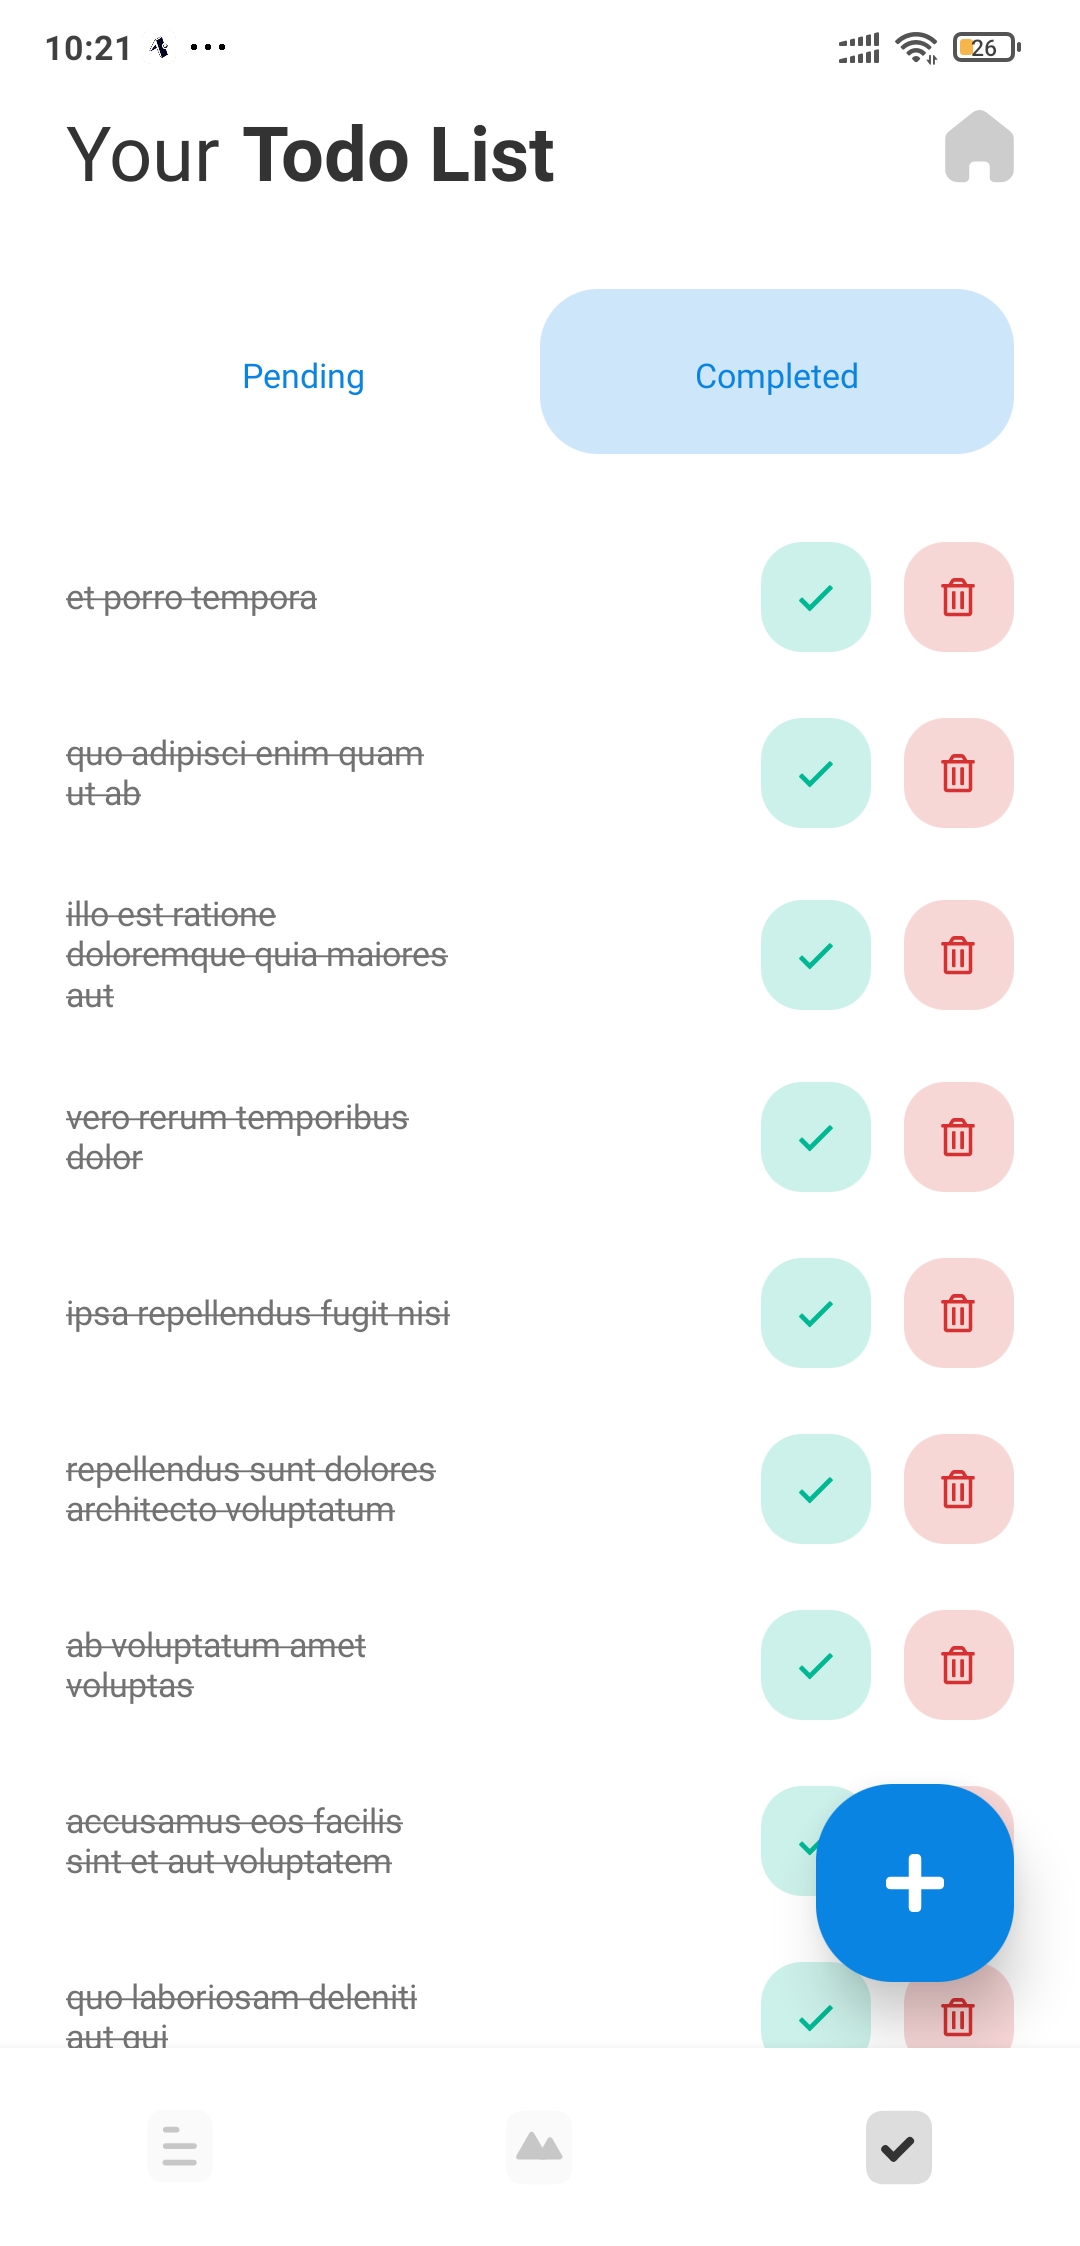 10:21
26
Your Todo List
Pending
Completed
et porro tempora
quo adipisci enim quam
ut ab
illo est ratione
doloremque quia maiores
aut
vero rerum temporibus
dolor
ipsa repellendus fugit nisi
repellendus sunt dolores
architecto voluptatum
ab voluptatum amet
voluptas
accusamus eos facilis
sint et aut voluptatem
quo laboriosam deleniti
aut qui